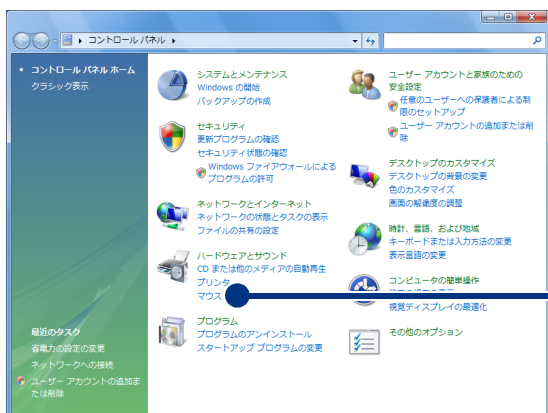 コントロール パネル
コントロール パネル ホーム
クラシック表示
システムとメンテナンス
Windows の開始
バックアップの作成
セキュリティ
更新プログラムの確認
セキュリティ状態の確認
Windows ファイアウォールによる
プログラムの許可
ネットワークとインターネット
ネットワークの状態とタスクの表示
ファイルの共有の設定
ハードウェアとサウンド
CD または他のメディアの自動再生
プリンタ
マウス
プログラム
プログラムのアンインストール
スタートアップ プログラムの変更
ユーザー アカウントと家族のための
安全設定
任意のユーザーへの保護者による制
限のセットアップ
ユーザー アカウントの追加または削
除
デスクトップのカスタマイズ
デスクトップの背景の変更
色のカスタマイズ
画面の解像度の調整
時計、言語、および地域
キーボードまたは入力方法の変更
表示言語の変更
コンピュータの簡単操作
視覚ディスプレイの最適化
その他のオプション
最近のタスク
省電力の設定の変更
ネットワークへの接続
ユーザー アカウントの追加ま
たは削除